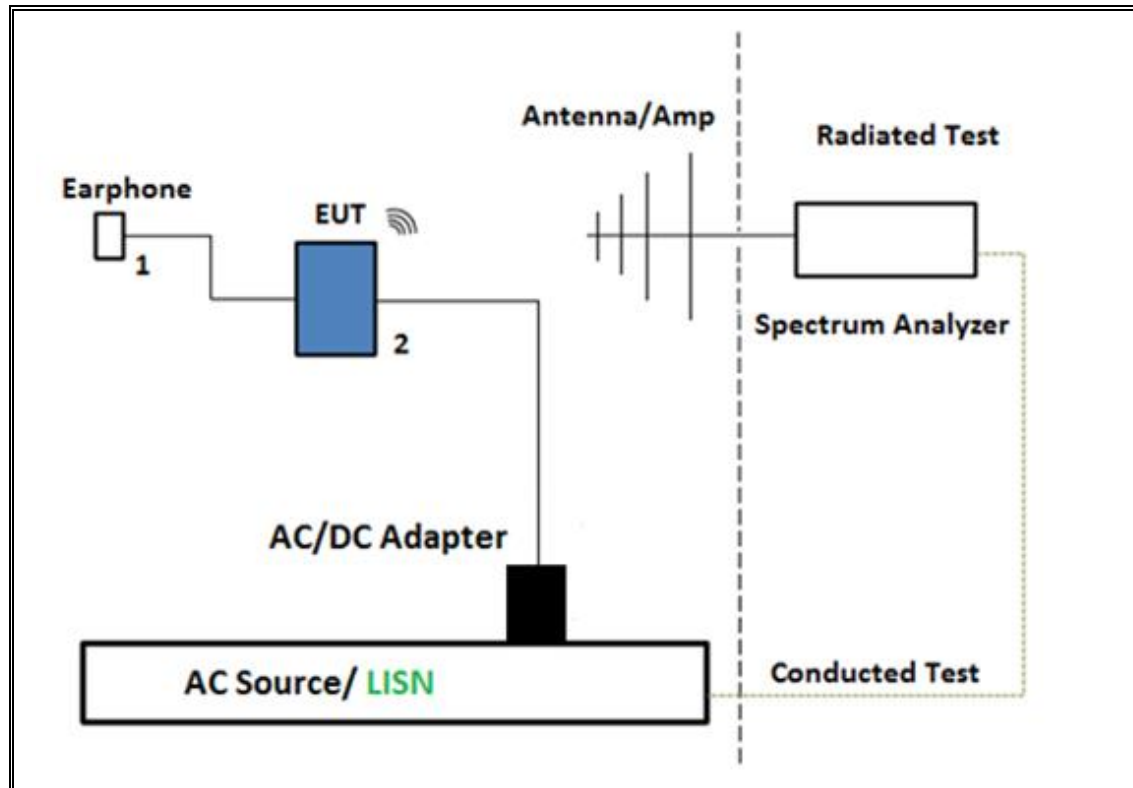 Antenna/Amp
Radiated Test
Earphone
EUT
1
Spectrum Analyzer
2
AC/DC Adapter
AC Source/ LISN
Conducted Test